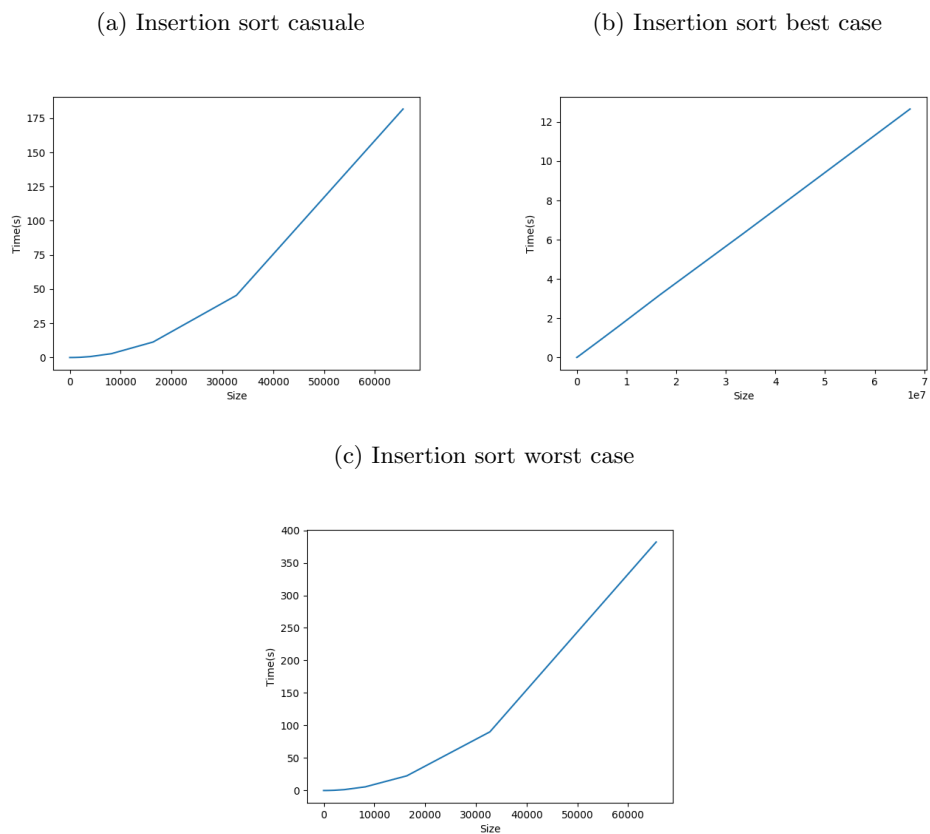 (a) Insertion sort casuale
(b) Insertion sort best case
175
150
125
100
75
50
25
0
Time(s)
0 10000 20000 30000 40000 50000 60000
Size
12
10
8
6
4
2
0
Time(s)
0 1 2 3 4 5 6 7
1e7
Size
(c) Insertion sort worst case
400
350
300
250
200
150
100
50
0
Time(s)
0 10000 20000 30000 40000 50000 60000
Size